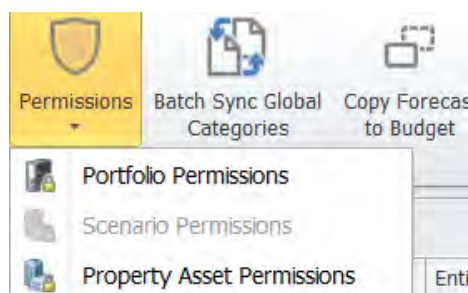 Permissions
Batch Sync Global
Categories
Copy Forecas
to Budget
Portfolio Permissions
Scenario Permissions
Property Asset Permissions
Enti